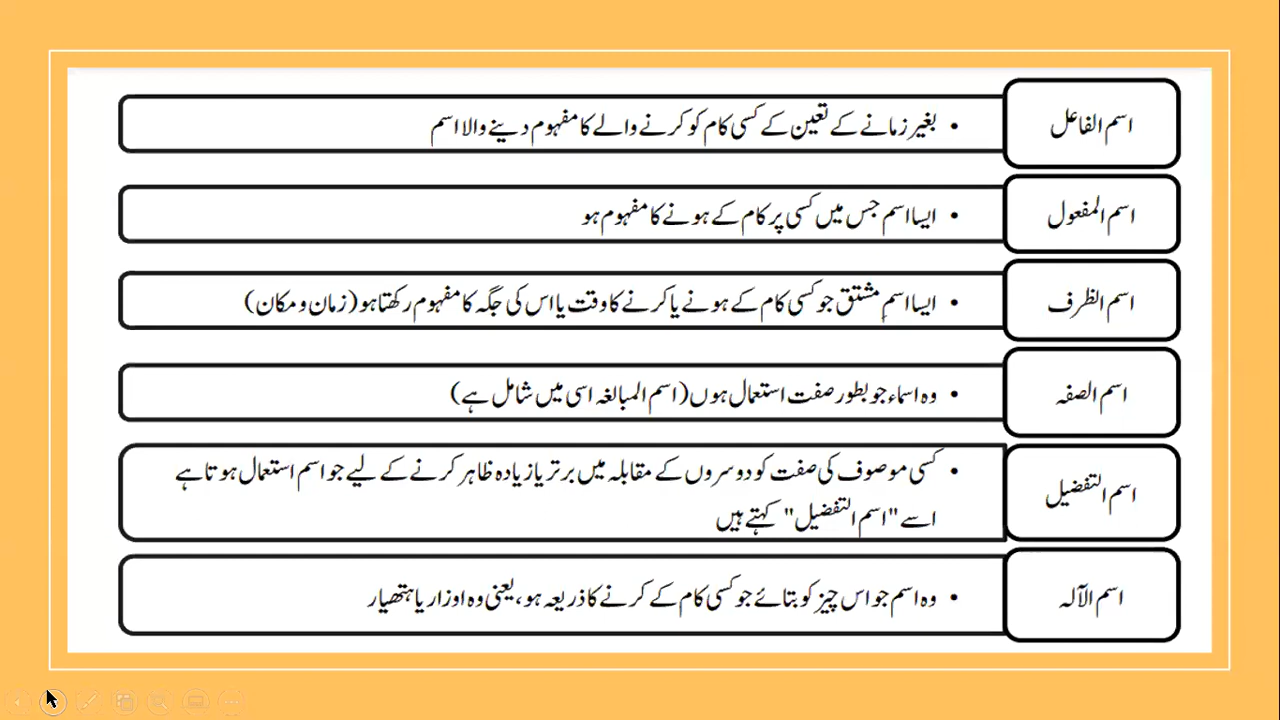 اسم الفاعل
• بغیر زمانے کے تعین کے کسی کام کو کرنے والے کا مفہوم دینے والا اسم
اسم المفعول
• ایسا اسم جس میں کسی پر کام کے ہونے کا مفہوم ہو
اسم الظرف
• ایسا اسمِ مشتق جو کسی کام کے ہونے یا کرنے کا وقت یا اس کی جگہ کا مفہوم رکھتا ہو (زمان و مکان)
اسم الصفہ
• وہ اسماء جو بطور صفت استعمال ہوں (اسم المبالغہ اسی میں شامل ہے)
اسم التفضیل
• کسی موصوف کی صفت کو دوسروں کے مقابلہ میں برتر یا زیادہ ظاہر کرنے کے لیے جو اسم استعمال ہوتا ہے
اسے "اسم التفضیل" کہتے ہیں
اسم الآلہ
• وہ اسم جو اس چیز کو بتائے جو کسی کام کے کرنے کا ذریعہ ہو، یعنی وہ اوزار یا ہتھیار